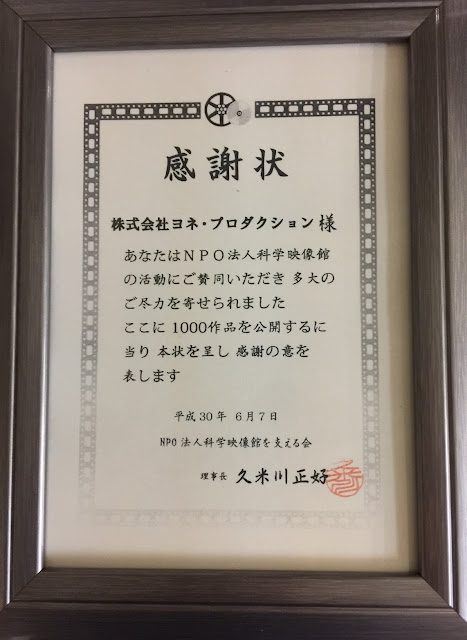 感謝状
株式会社ヨネ・プロダクション 様
あなたはＮＰＯ法人科学映像館
の活動にご賛同いただき 多大の
ご尽力を寄せられました
ここに 1000作品を公開するに
当り 本状を呈し 感謝の意を
表します
平成30年 6月7日
NPO法人科学映像館を支える会
理事長 久米川正好